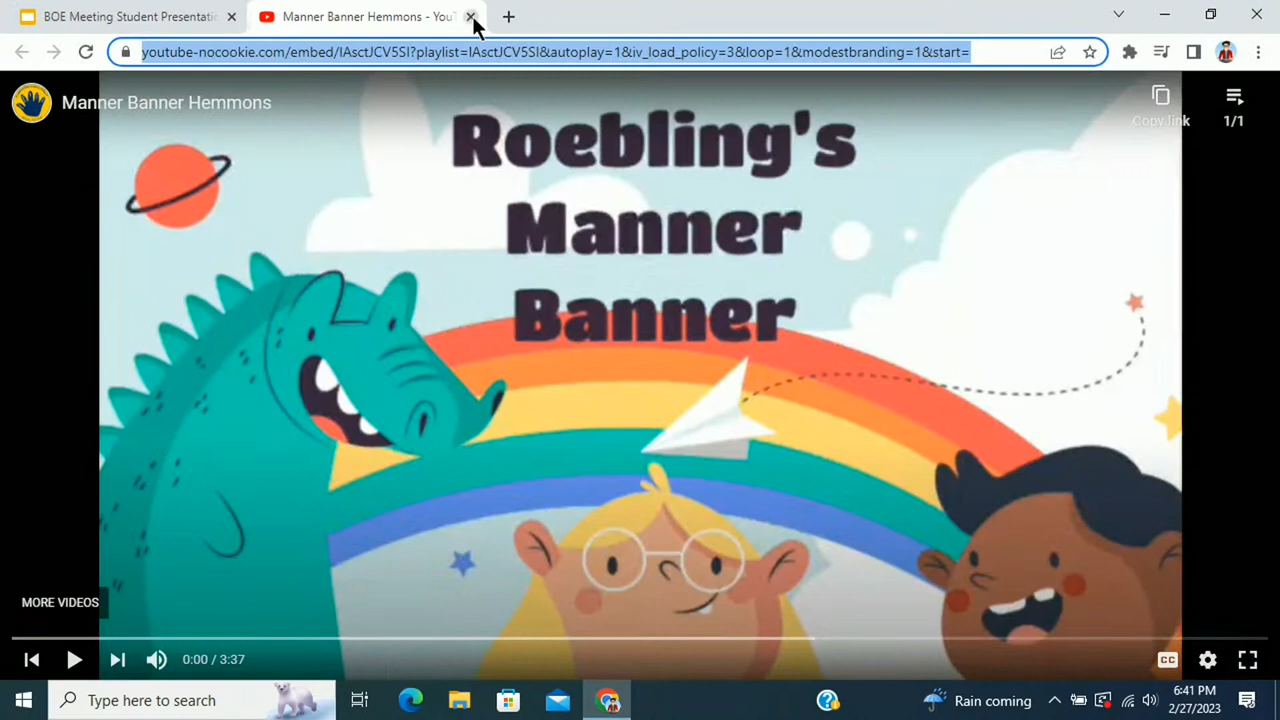 BOE Meeting Student Presentatio
Manner Banner Hemmons - YouT
youtube-nocookie.com/embed/IAsctJCV5SI?playlist=IAsctJCV5SI&autoplay=1&iv_load_policy=3&loop=1&modestbranding=1&start=
Manner Banner Hemmons
Copy link
1/1
Roebling's
Manner
Banner
MORE VIDEOS
0:00 / 3:37
CC
Type here to search
Rain coming
6:41 PM
2/27/2023